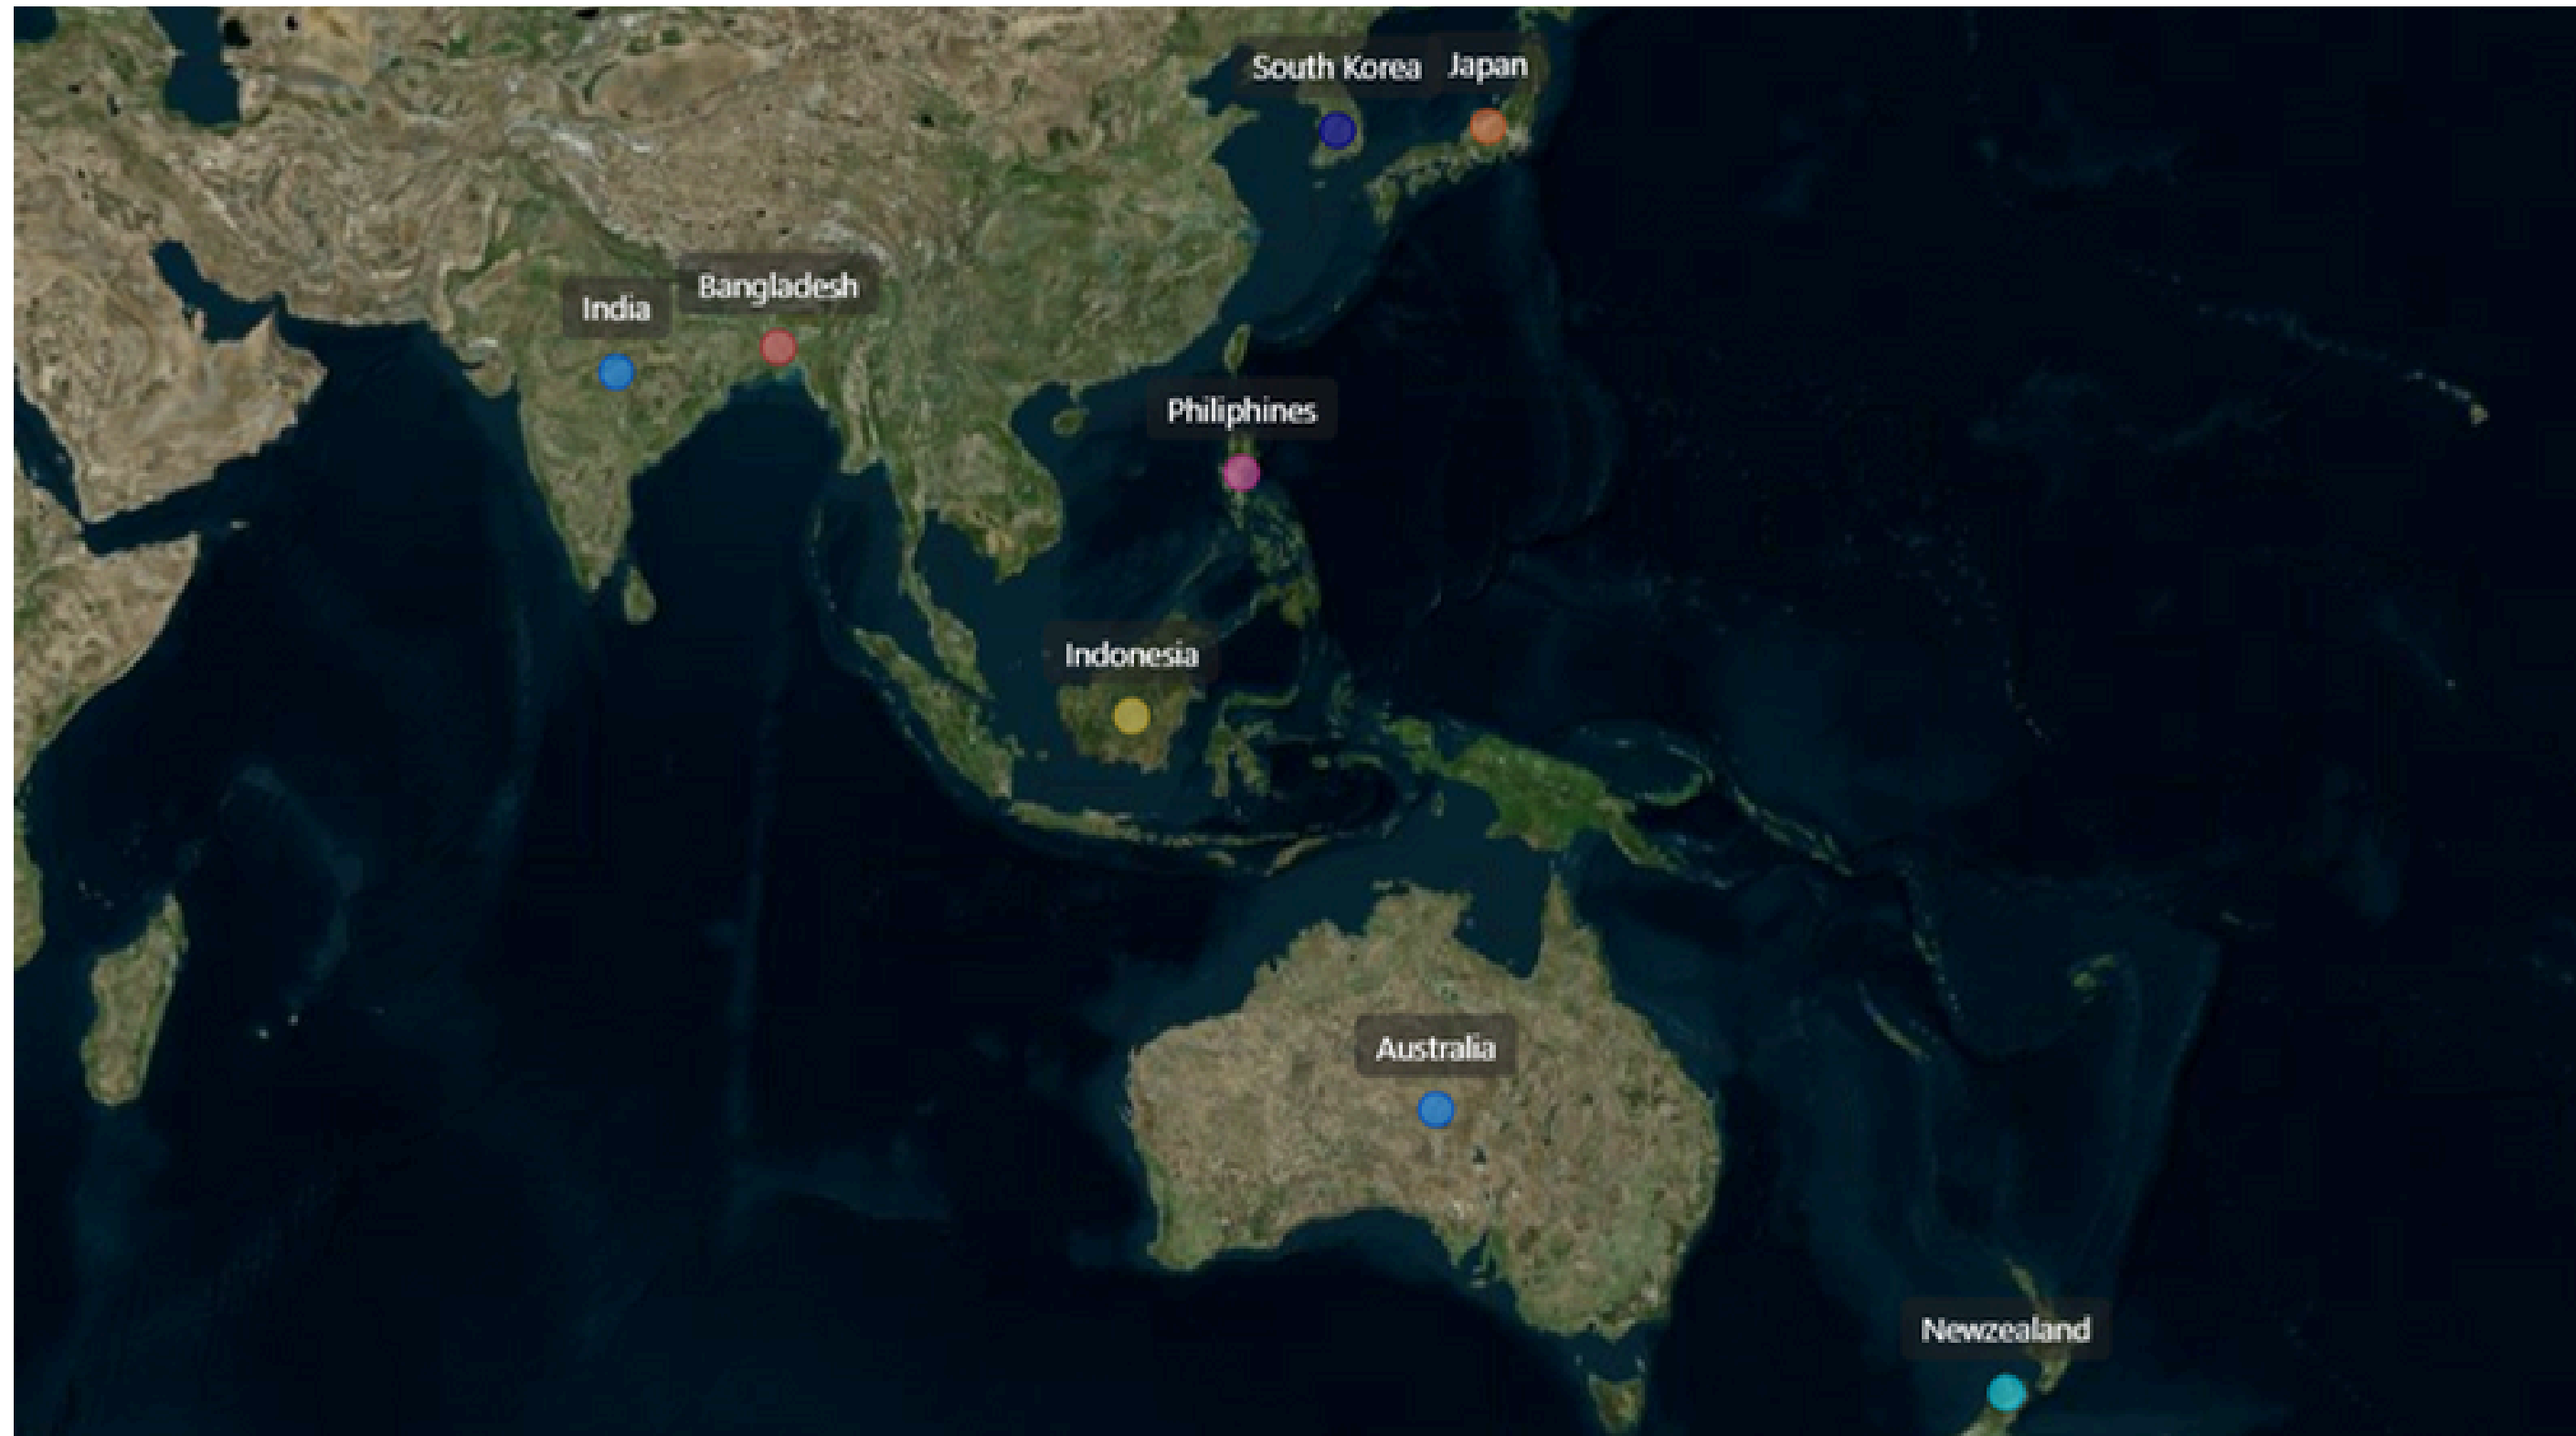 South Korea
Japan
Bangladesh
India
Philiphines
Indonesia
Australia
Newzealand